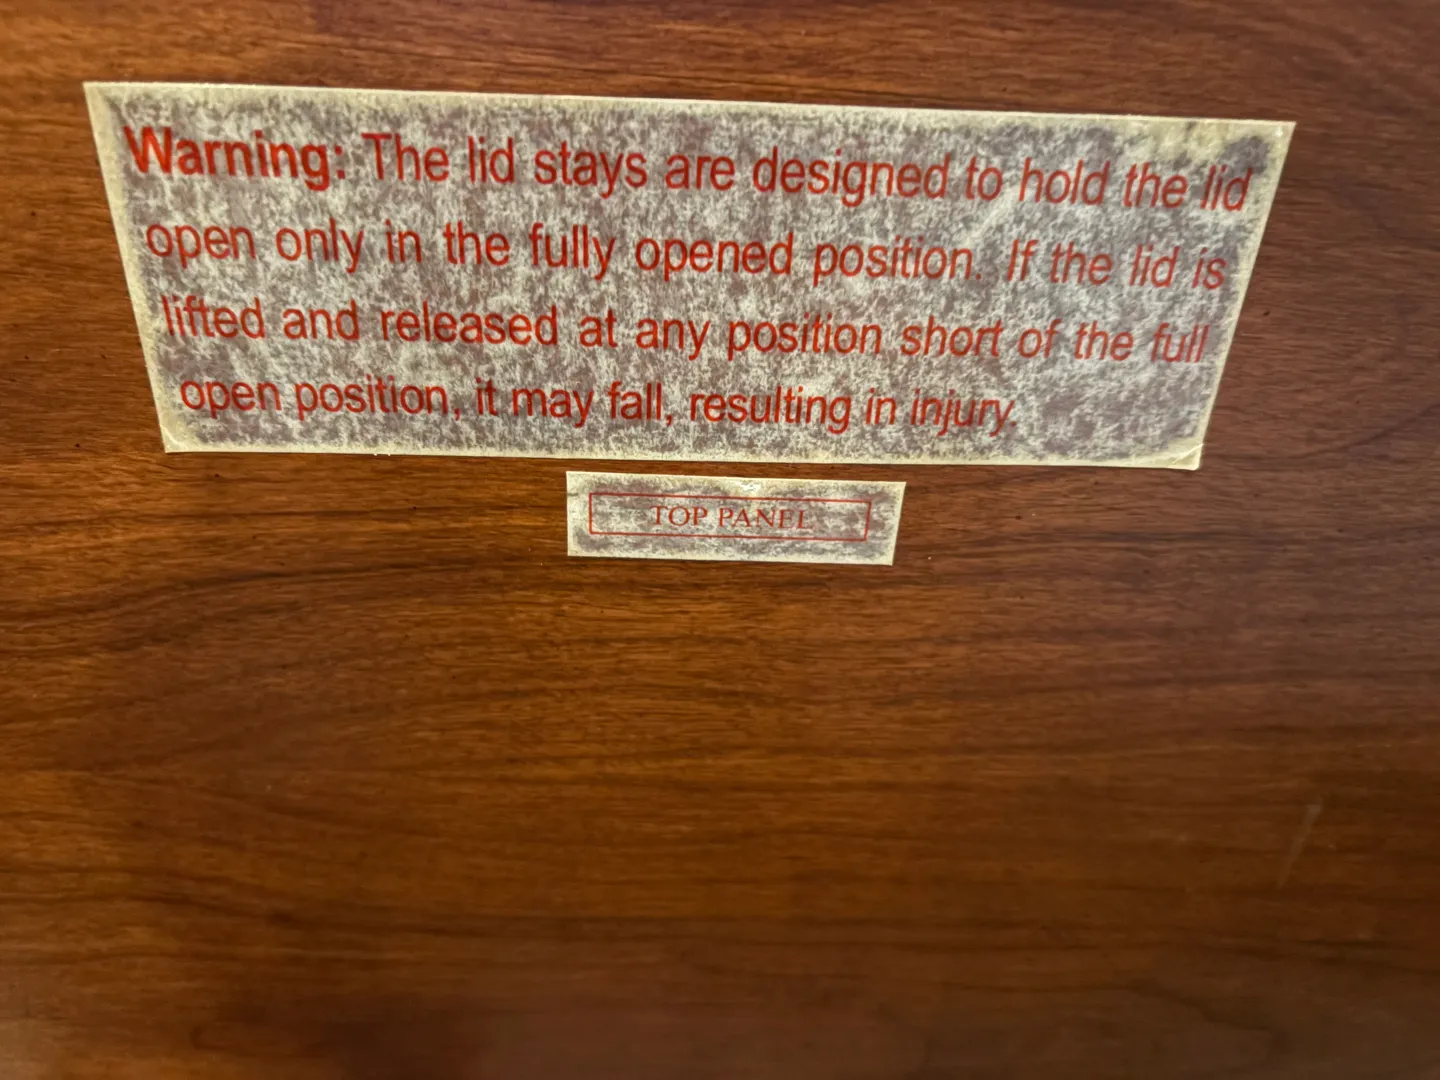 Warning: The lid stays are designed to hold the lid
open only in the fully opened position. If the lid is
lifted and released at any position short of the full
open position, it may fall, resulting in injury.
TOP PANEL